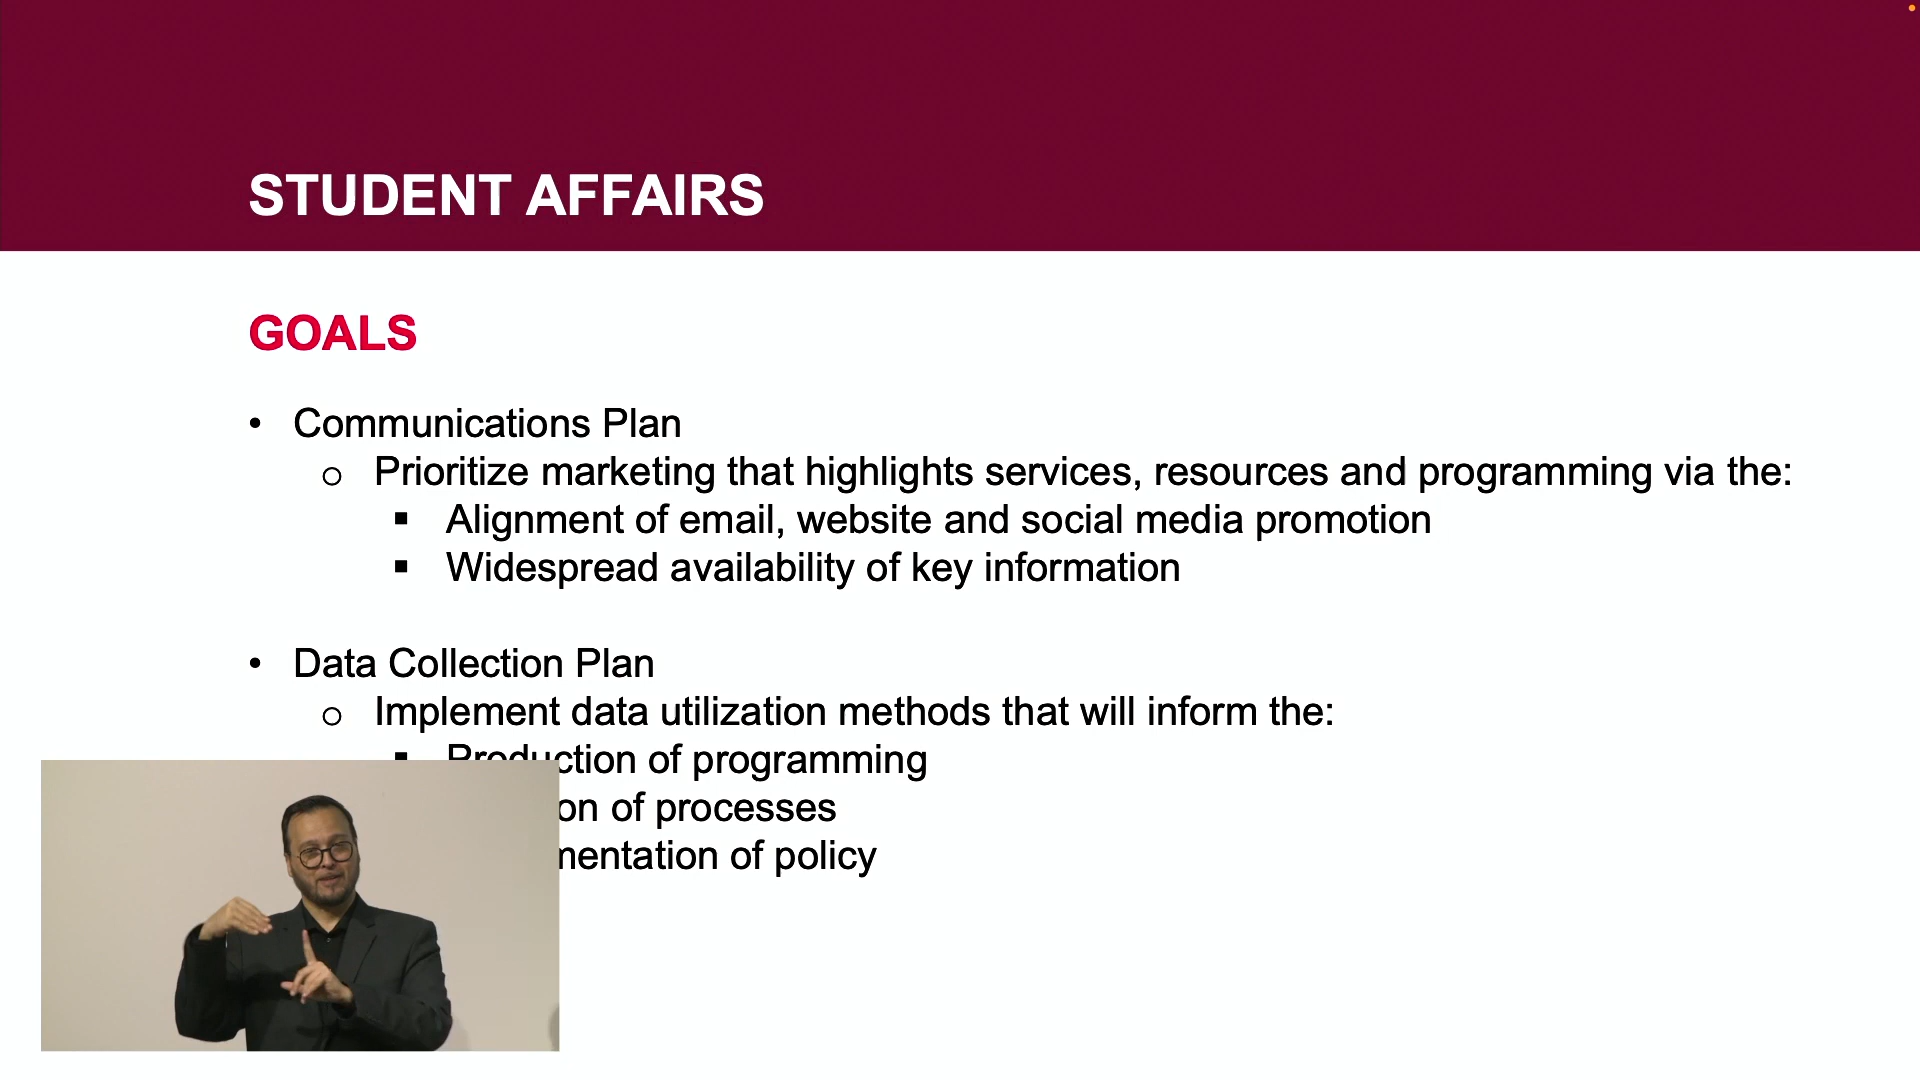 STUDENT AFFAIRS
GOALS
• Communications Plan
o Prioritize marketing that highlights services, resources and programming via the:
▪ Alignment of email, website and social media promotion
▪ Widespread availability of key information
• Data Collection Plan
o Implement data utilization methods that will inform the:
▪ Production of programming
of processes
of policy